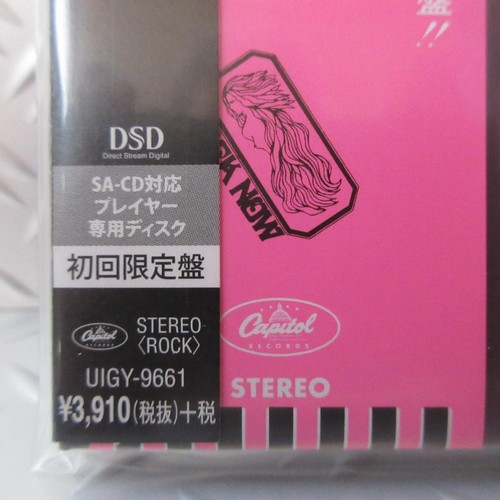 盤!!
DSD
Direct Stream Digital
SA-CD対応
プレイヤー
専用ディスク
初回限定盤
Capitol
RECORDS
STEREO
〈ROCK〉
UIGY-9661
¥3,910(税抜)+税
NOW
Capitol
RECORDS
STEREO